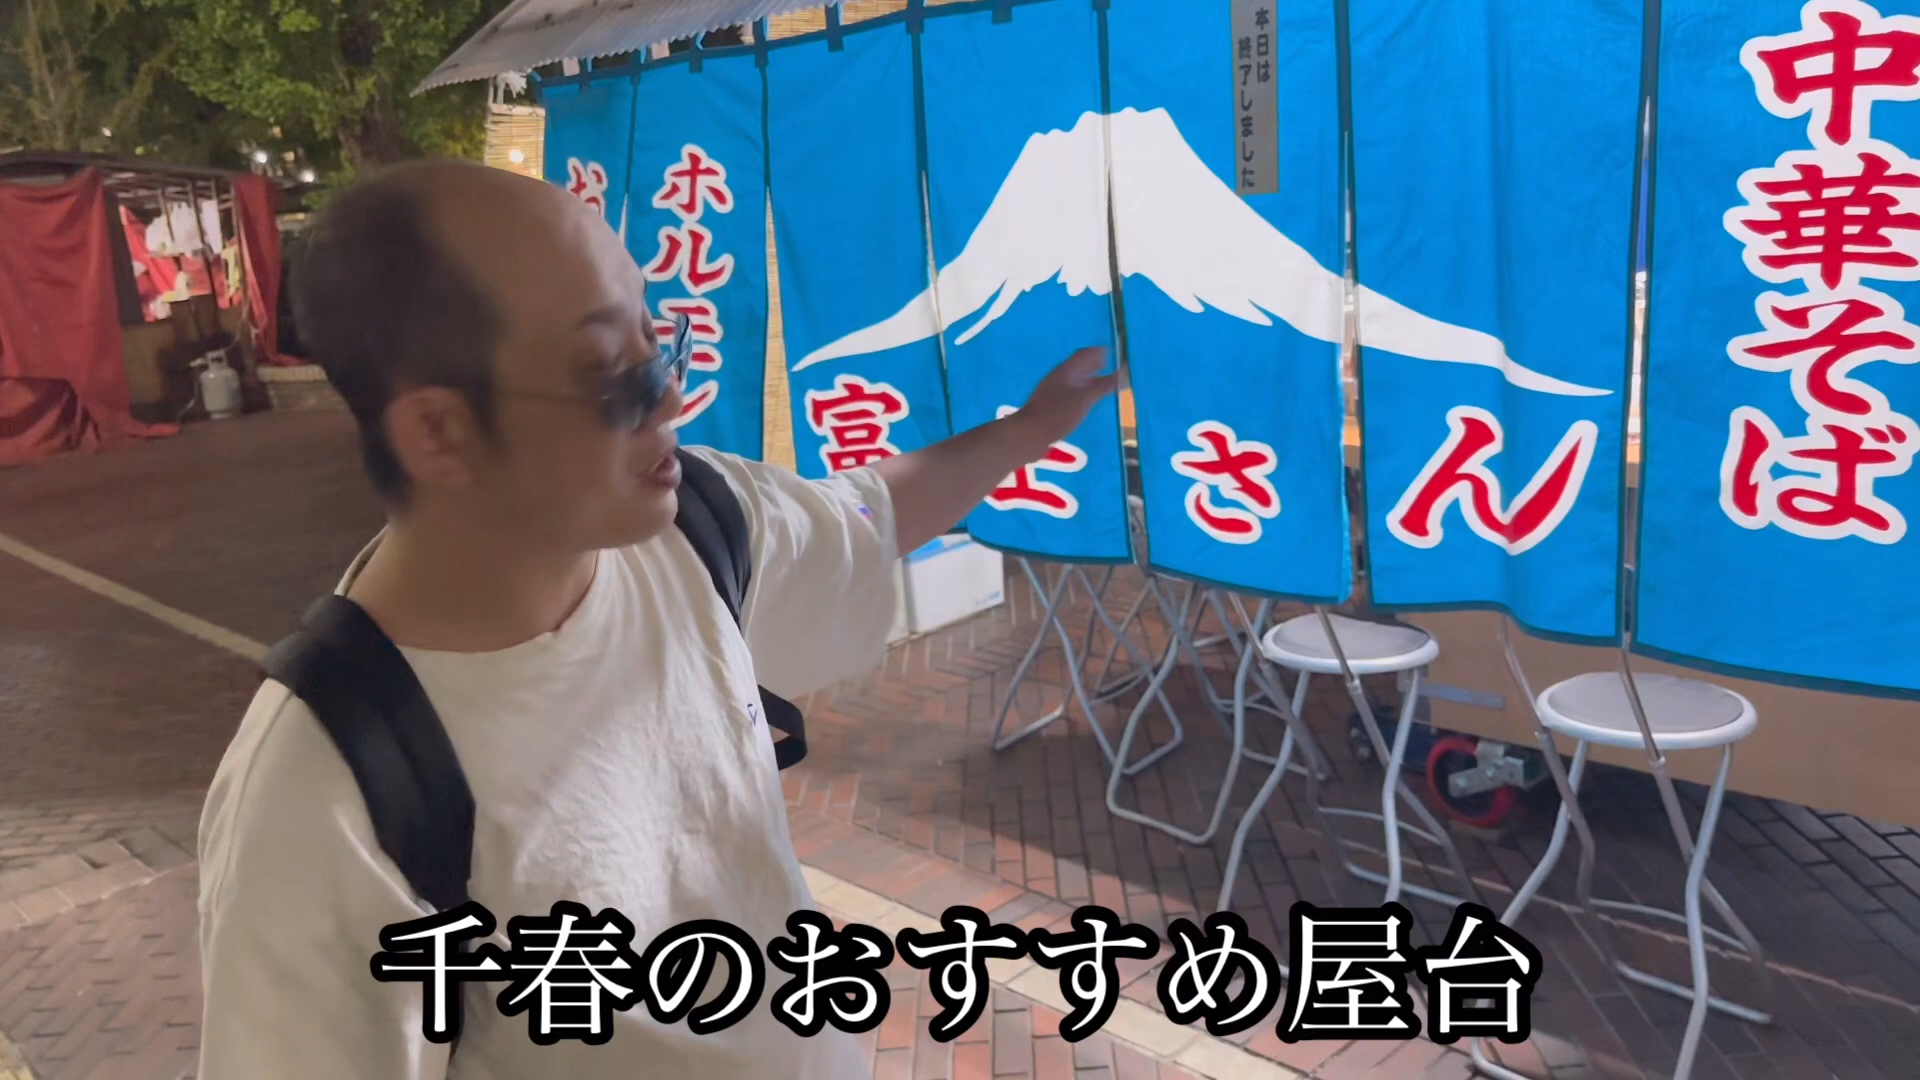 中華そば
本日は
終了しました
富士さん
ホルモン
お
千春のおすすめ屋台